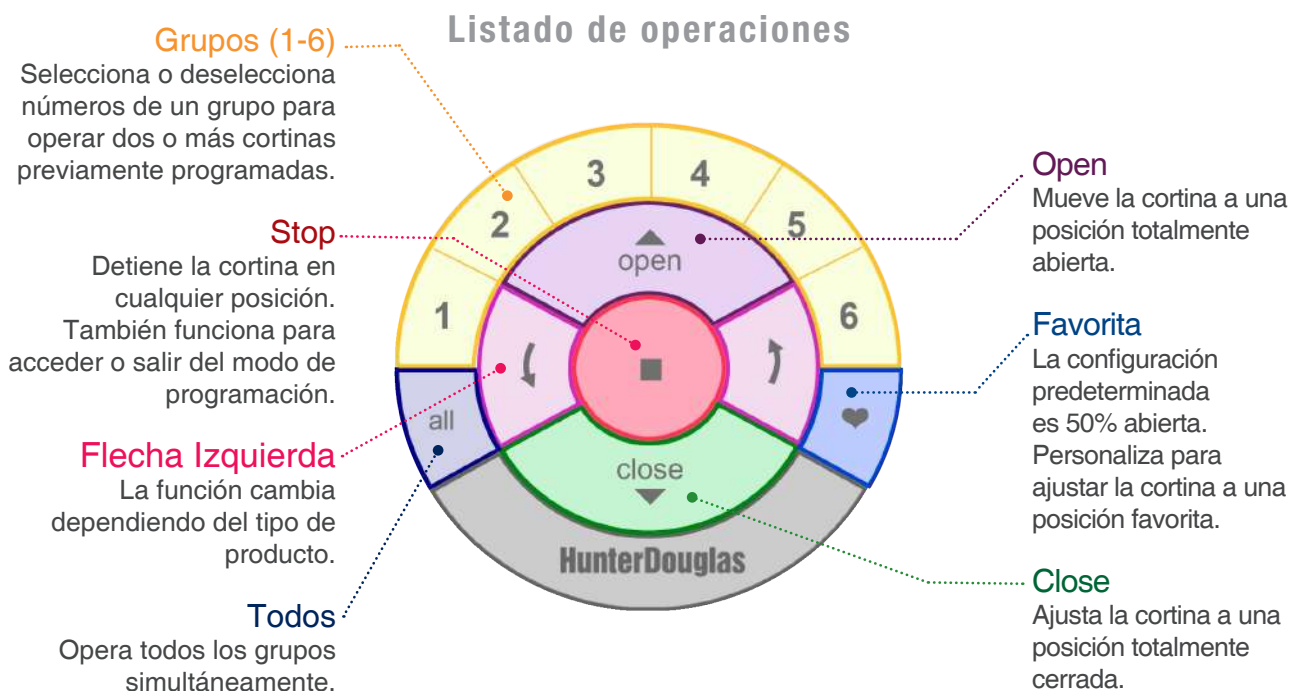 Listado de operaciones
Grupos (1-6)
Selecciona o deselecciona
números de un grupo para
operar dos o más cortinas
previamente programadas.
Stop
Detiene la cortina en
cualquier posición.
También funciona para
acceder o salir del modo de
programación.
Flecha Izquierda
La función cambia
dependiendo del tipo de
producto.
Todos
Opera todos los grupos
simultáneamente.
1
2
3
4
5
6
open
all
close
HunterDouglas
Open
Mueve la cortina a una
posición totalmente
abierta.
Favorita
La configuración
predeterminada
es 50% abierta.
Personaliza para
ajustar la cortina a una
posición favorita.
Close
Ajusta la cortina a una
posición totalmente
cerrada.